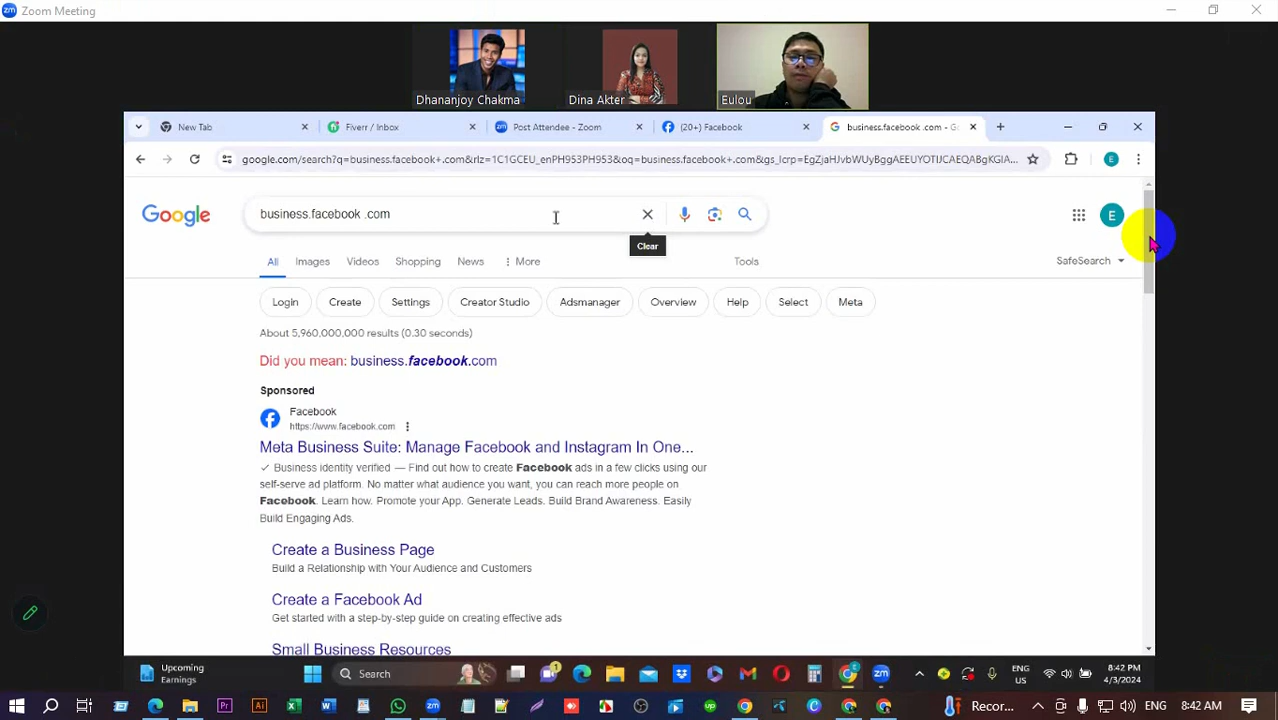 Zoom Meeting
Dhananjoy Chakma
Dina Akter
Eulou
New Tab
Fiverr / Inbox
Post Attendee - Zoom
(20+) Facebook
business.facebook .com - Go
google.com/search?q=business.facebook+.com&rlz=1C1GCEU_enPH953PH953&oq=business.facebook+.com&gs_lcrp=EgZjaHJvbWUyBggAEEUYOTIJCAEQABgKGIA...
Google
business.facebook .com
Clear
E
All
Images
Videos
Shopping
News
More
Tools
SafeSearch
Login
Create
Settings
Creator Studio
Adsmanager
Overview
Help
Select
Meta
About 5,960,000,000 results (0.30 seconds)
Did you mean: business.facebook.com
Sponsored
Facebook
https://www.facebook.com
Meta Business Suite: Manage Facebook and Instagram In One...
✓ Business identity verified — Find out how to create Facebook ads in a few clicks using our
self-serve ad platform. No matter what audience you want, you can reach more people on
Facebook. Learn how. Promote your App. Generate Leads. Build Brand Awareness. Easily
Build Engaging Ads.
Create a Business Page
Build a Relationship with Your Audience and Customers
Create a Facebook Ad
Get started with a step-by-step guide on creating effective ads
Small Business Resources
Upcoming
Earnings
Search
ENG
US
8:42 PM
4/3/2024
Recor...
ENG
8:42 AM